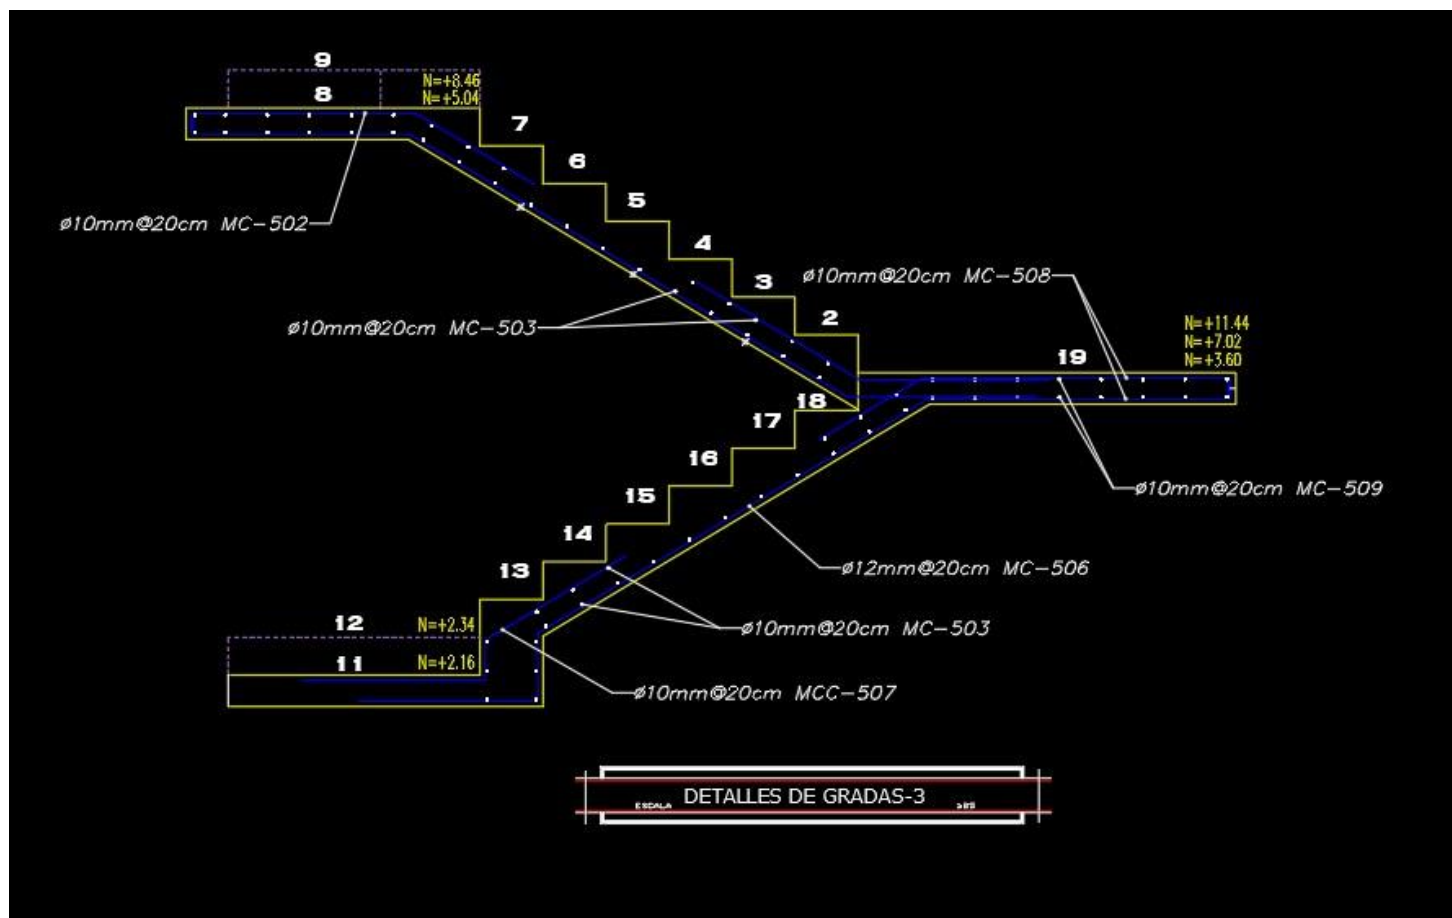 9
N=+8.46
8
N=+5.04
7
6
5
ø10mm@20cm MC-502
4
ø10mm@20cm MC-508
3
ø10mm@20cm MC-503
2
N=+11.44
N=+7.02
N=+3.60
19
18
17
16
ø10mm@20cm MC-509
15
14
ø12mm@20cm MC-506
13
12
N=+2.34
ø10mm@20cm MC-503
11
N=+2.16
ø10mm@20cm MCC-507
DETALLES DE GRADAS-3
ESCALA